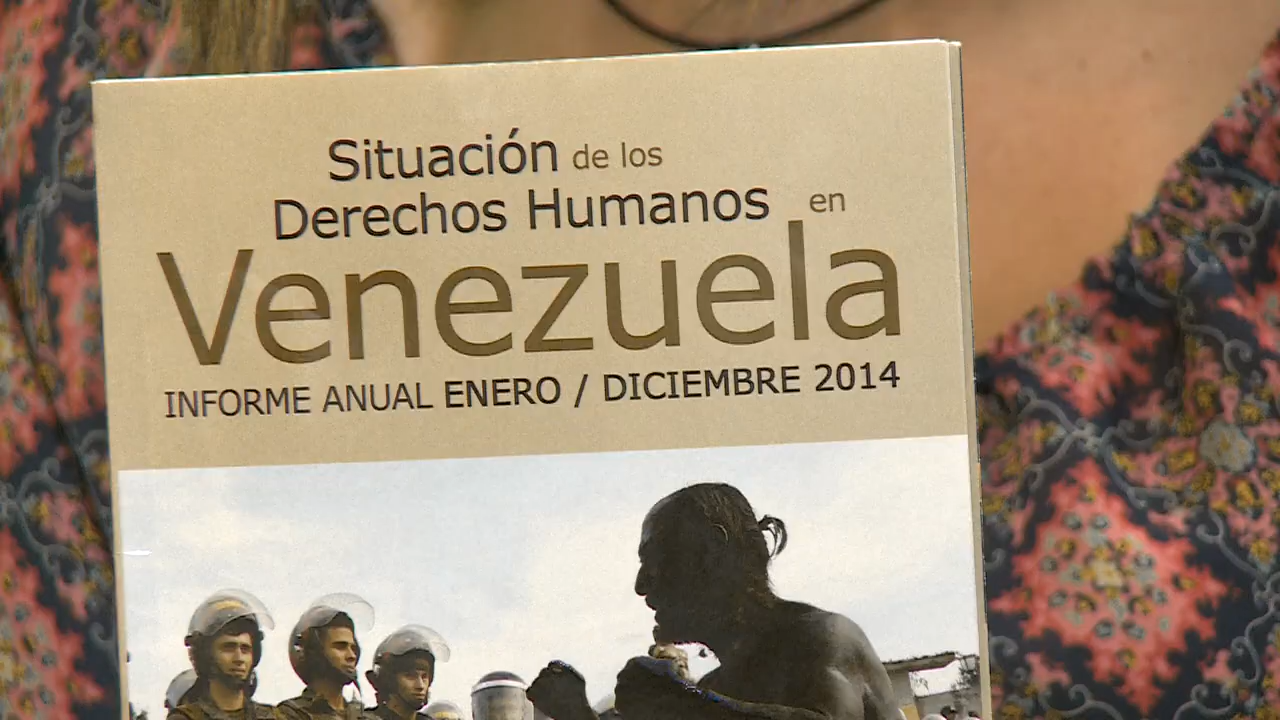 Situación de los
Derechos Humanos en
Venezuela
INFORME ANUAL ENERO / DICIEMBRE 2014